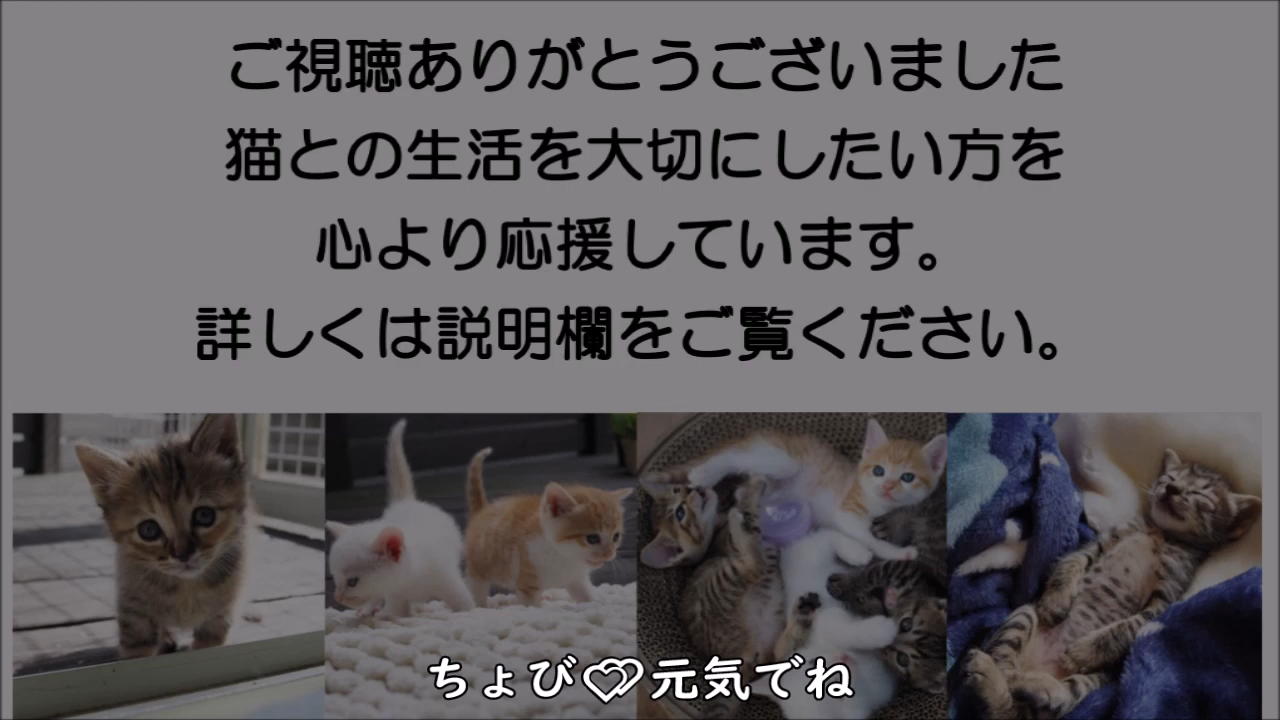 ご視聴ありがとうございました
猫との生活を大切にしたい方を
心より応援しています。
詳しくは説明欄をご覧ください。
ちょび💕元気でね